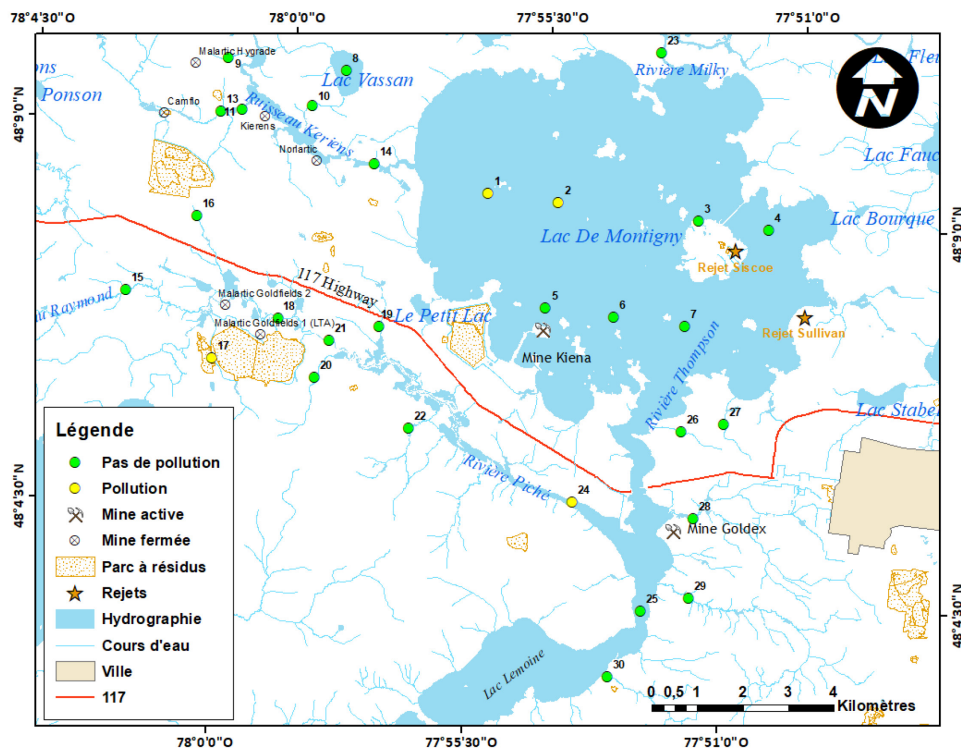 78°4'30"O 78°0'0"O 77°55'30"O 77°51'0"O
48°9'0"N
48°4'30"N
48°9'0"N
48°4'30"N
78°0'0"O 77°55'30"O 77°51'0"O
Malartic Hygrade
9
8
23
Lac Vassan
Rivière Milky
Ponson
Camflo
13
11
10
Kierens
Ruisseau Kériens
Norlartic
14
1
2
3
4
16
Lac De Montigny
Lac Bourque
Rejet Siscoe
15
117 Highway
Malartic Goldfields 2
18
19
Le Petit Lac
5
6
7
Malartic Goldfields 1 (LTA)
21
Mine Kiena
Rejet Sullivan
17
20
Rivière Thompson
22
26
27
Rivière Piché
24
28
Mine Goldex
25
29
Lac Lemoine
30
N
Légende
Pas de pollution
Pollution
Mine active
Mine fermée
Parc à résidus
Rejets
Hydrographie
Cours d'eau
Ville
117
0 0,5 1 2 3 4
Kilomètres